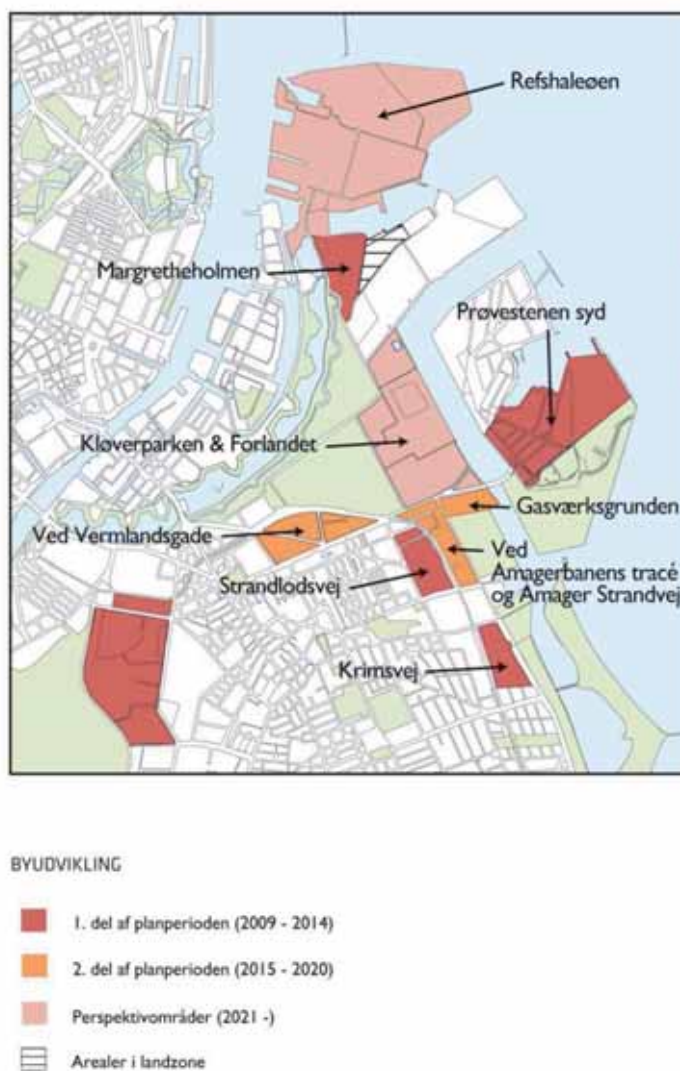 Refshaleøen
Margretheholmen
Prøvestenen syd
Kløverparken & Forlandet
Gasværksgrunden
Ved Vermlandsgade
Ved
Amagerbanens tracé
og Amager Strandvej
Strandlodsvej
Krimsvej
BYUDVIKLING
1. del af planperioden (2009 - 2014)
2. del af planperioden (2015 - 2020)
Perspektivområder (2021 -)
Arealer i landzone